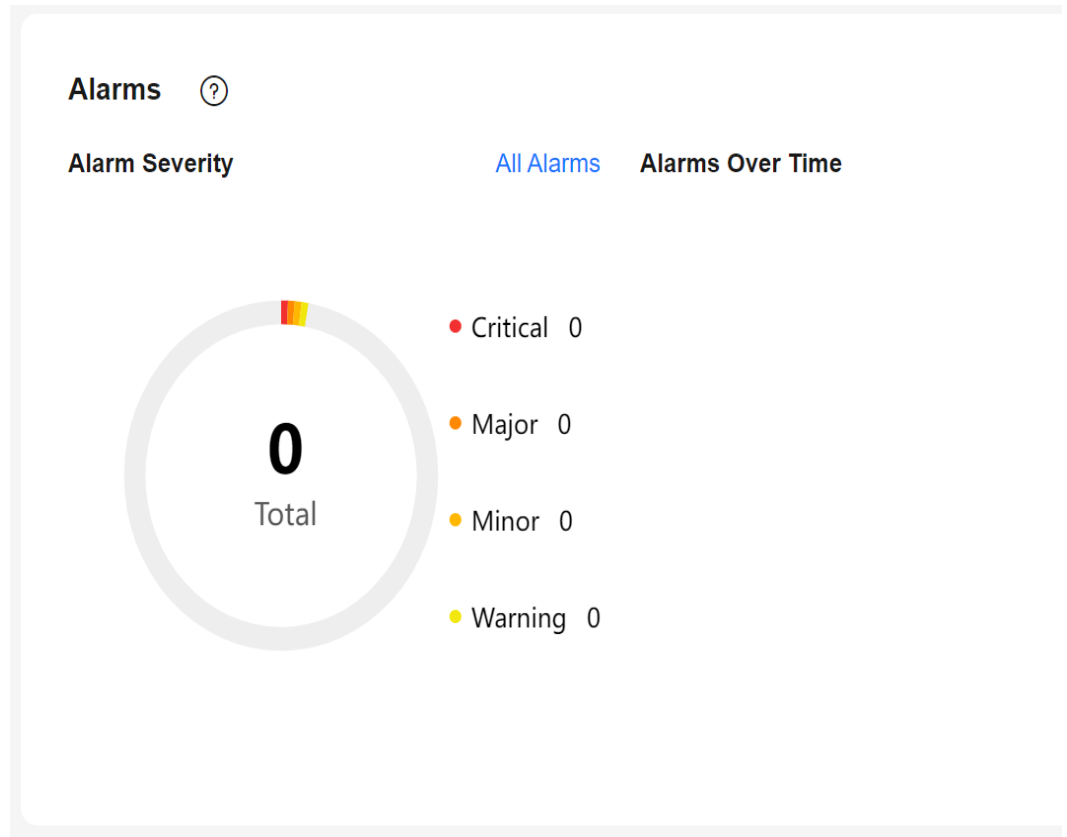 Alarms ?
Alarm Severity All Alarms Alarms Over Time
Critical 0
Major 0
0
Total
Minor 0
Warning 0